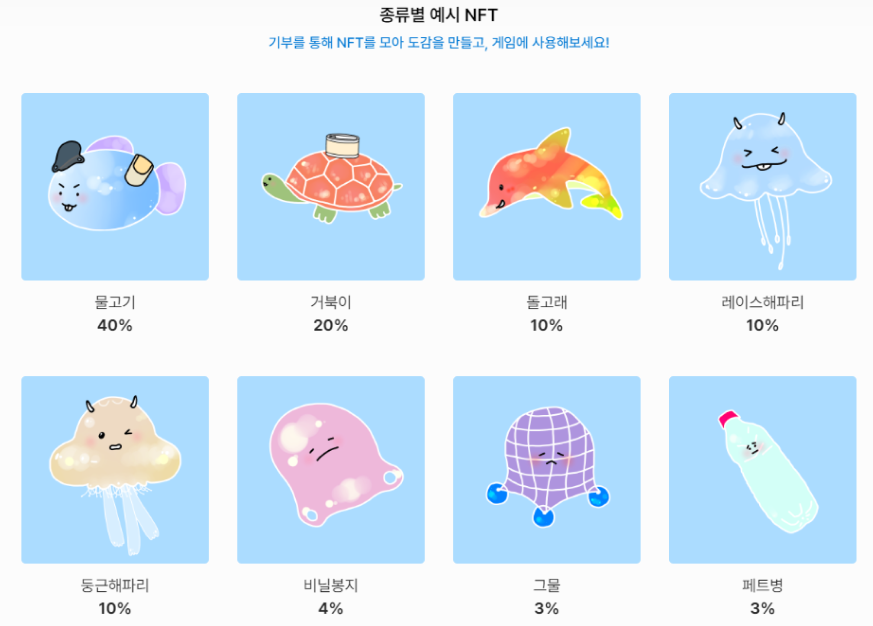 종류별 예시 NFT
기부를 통해 NFT를 모아 도감을 만들고, 게임에 사용해보세요!
물고기
40%
거북이
20%
돌고래
10%
레이스해파리
10%
둥근해파리
10%
비닐봉지
4%
그물
3%
페트병
3%